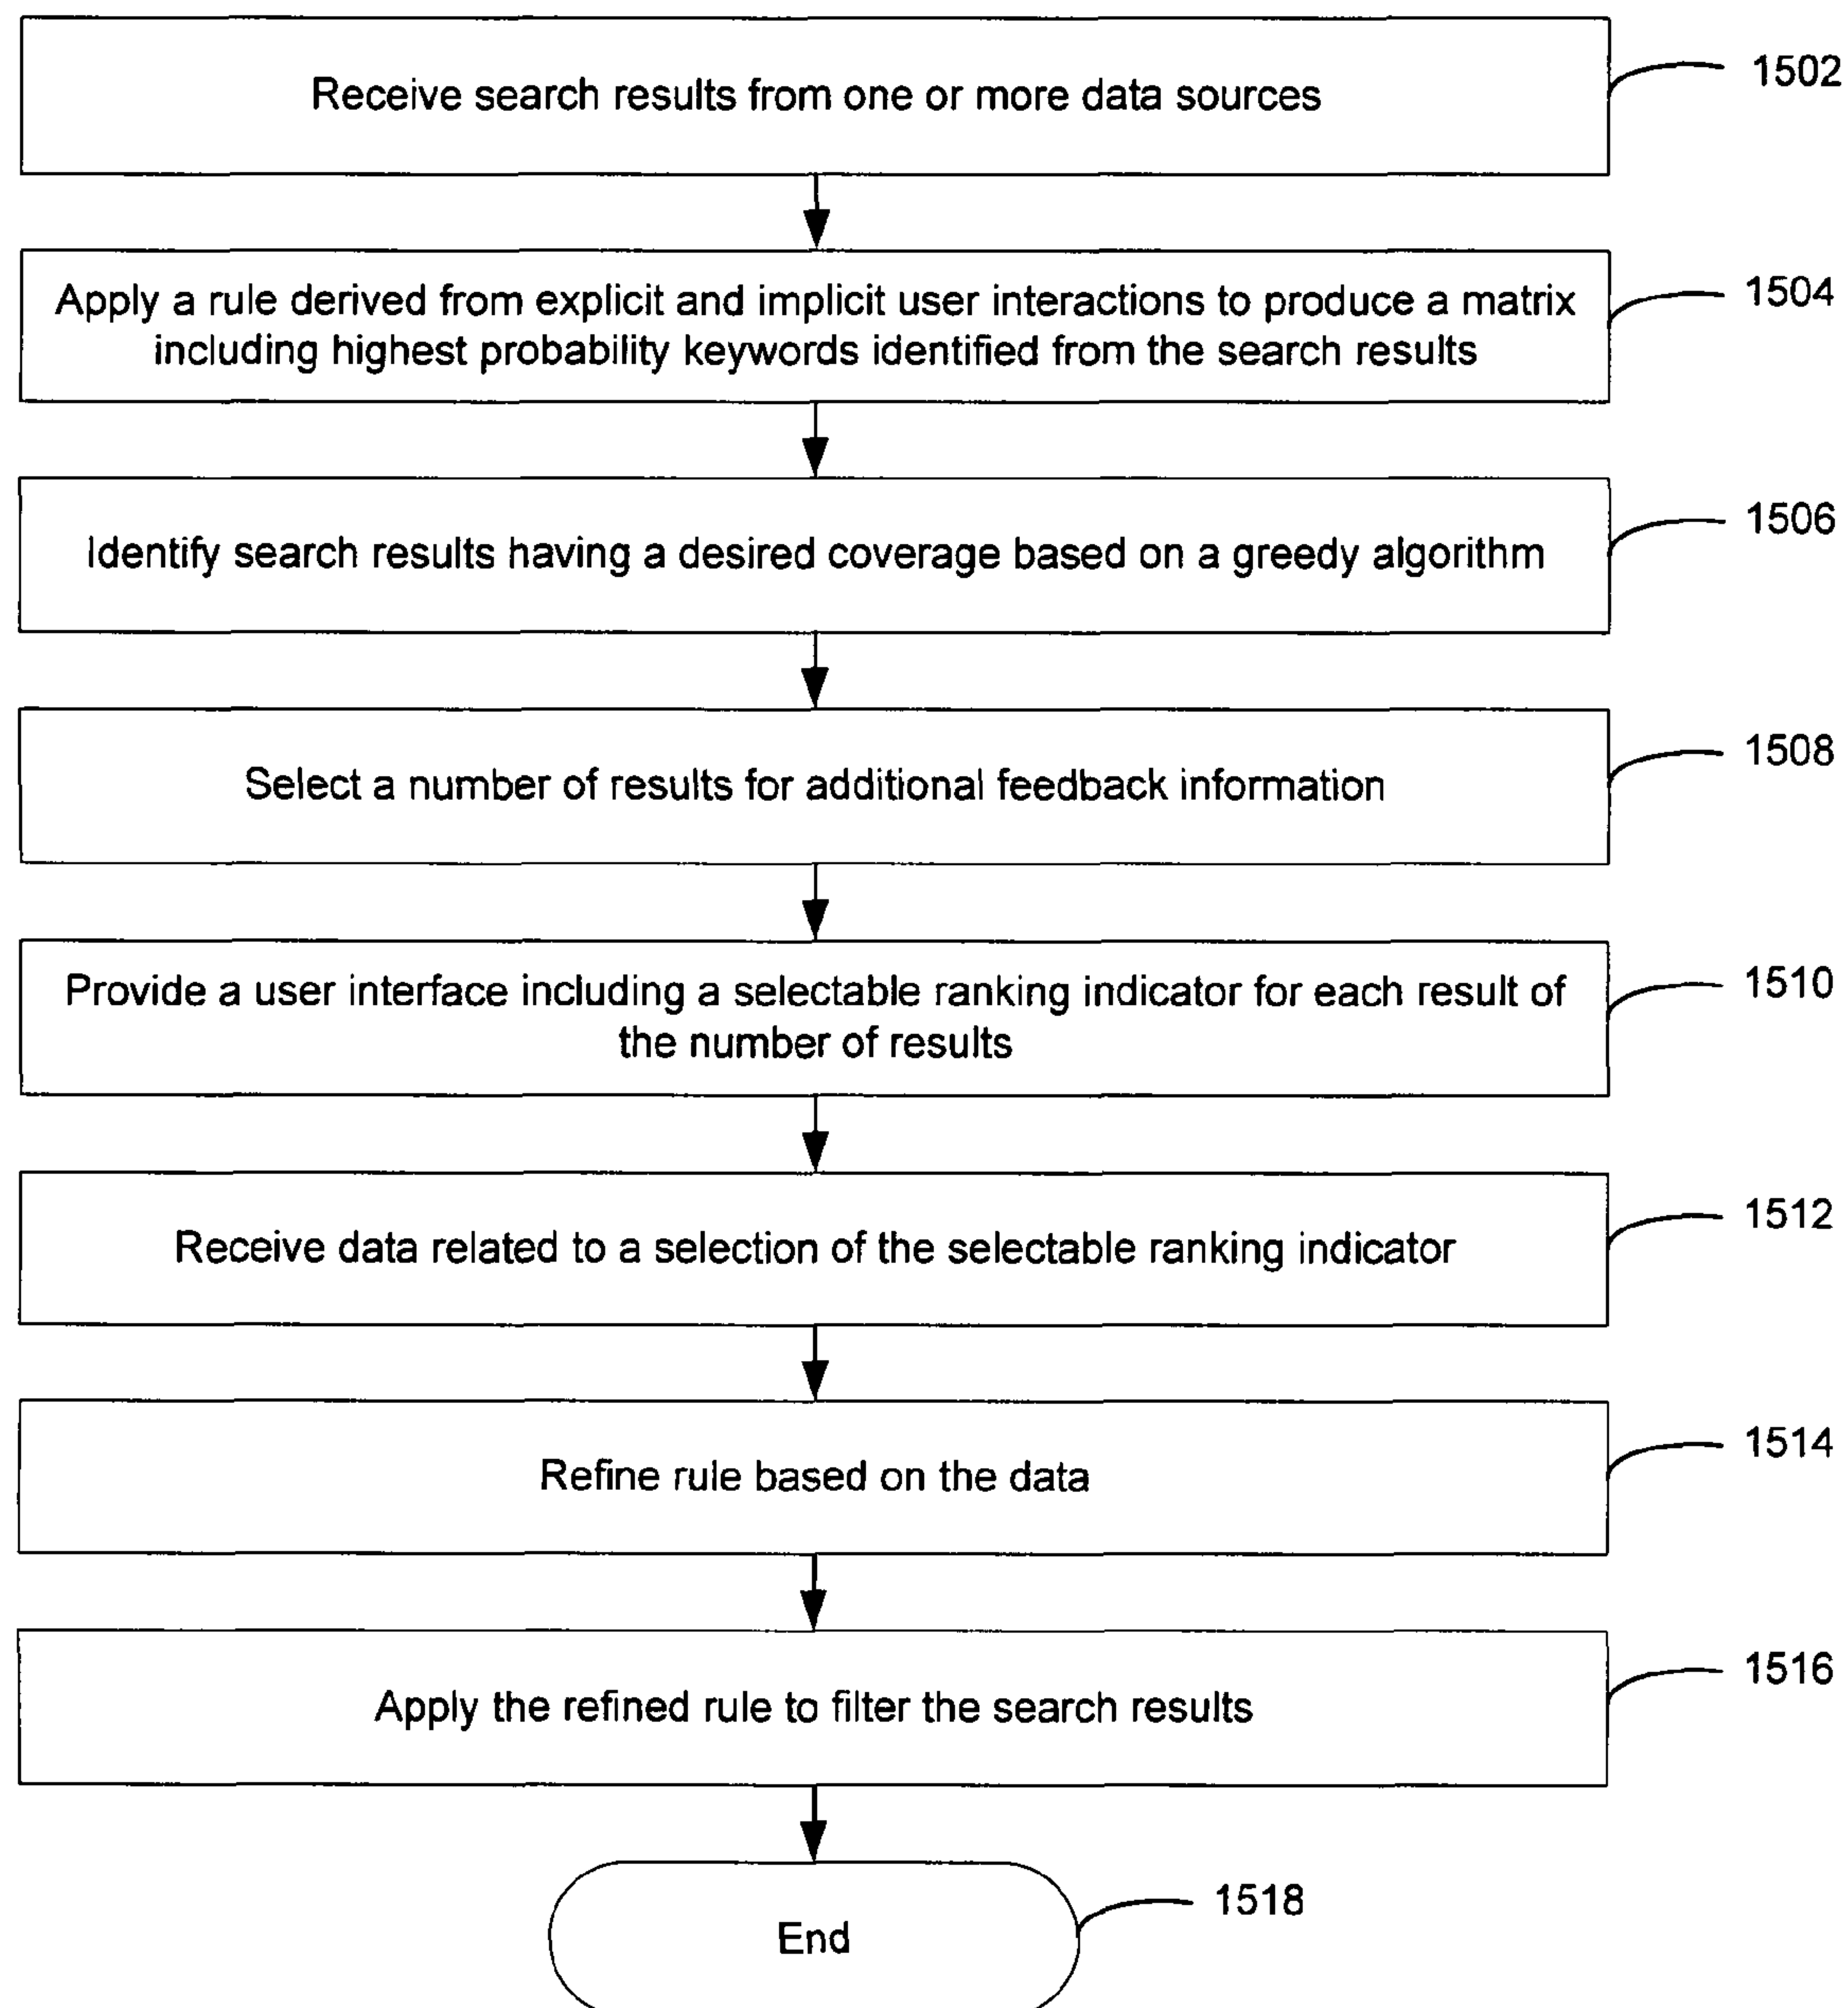 Receive search results from one or more data sources
1502
Apply a rule derived from explicit and implicit user interactions to produce a matrix
including highest probability keywords identified from the search results
1504
Identify search results having a desired coverage based on a greedy algorithm
1506
Select a number of results for additional feedback information
1508
Provide a user interface including a selectable ranking indicator for each result of
the number of results
1510
Receive data related to a selection of the selectable ranking indicator
1512
Refine rule based on the data
1514
Apply the refined rule to filter the search results
1516
End
1518